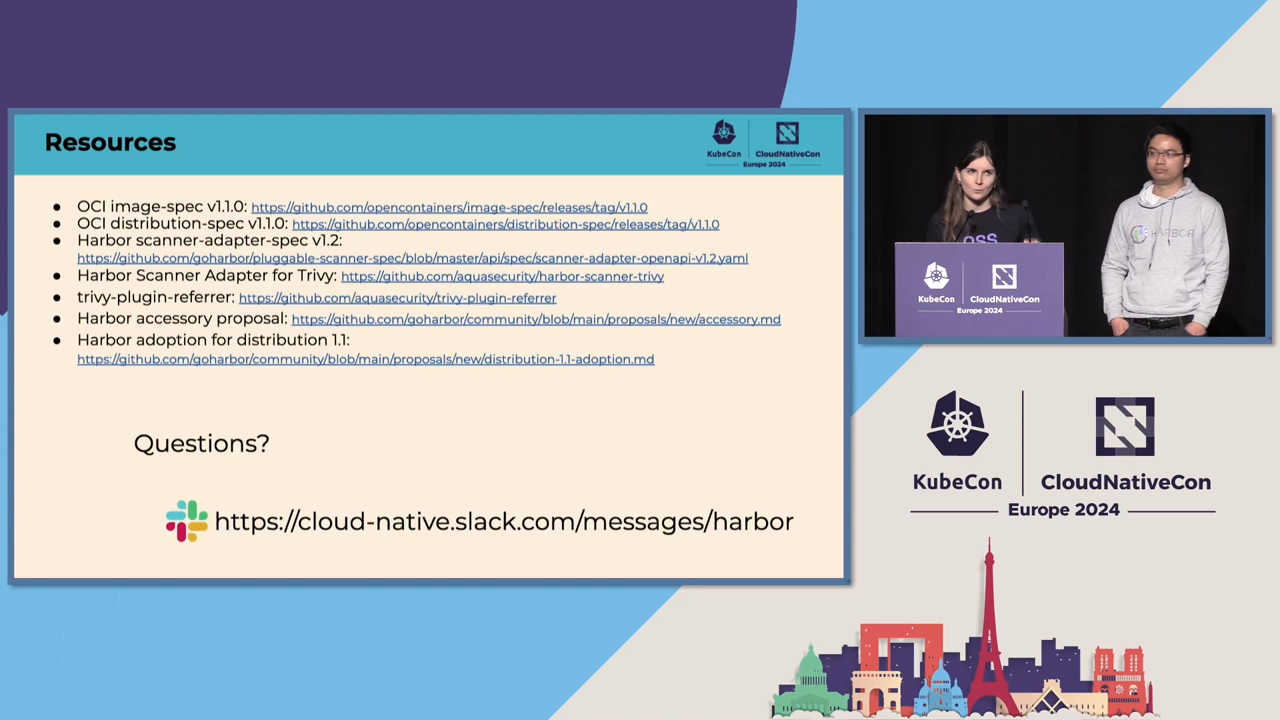 Resources
KubeCon
CloudNativeCon
Europe 2024
OCI image-spec v1.1.0: https://github.com/opencontainers/image-spec/releases/tag/v1.1.0
OCI distribution-spec v1.1.0: https://github.com/opencontainers/distribution-spec/releases/tag/v1.1.0
Harbor scanner-adapter-spec v1.2:
https://github.com/goharbor/pluggable-scanner-spec/blob/master/api/spec/scanner-adapter-openapi-v1.2.yaml
Harbor Scanner Adapter for Trivy: https://github.com/aquasecurity/harbor-scanner-trivy
trivy-plugin-referrer: https://github.com/aquasecurity/trivy-plugin-referrer
Harbor accessory proposal: https://github.com/goharbor/community/blob/main/proposals/new/accessory.md
Harbor adoption for distribution 1.1:
https://github.com/goharbor/community/blob/main/proposals/new/distribution-1.1-adoption.md
Questions?
https://cloud-native.slack.com/messages/harbor
OSS
HARBOR
KubeCon
CloudNativeCon
Europe 2024
KubeCon
CloudNativeCon
Europe 2024